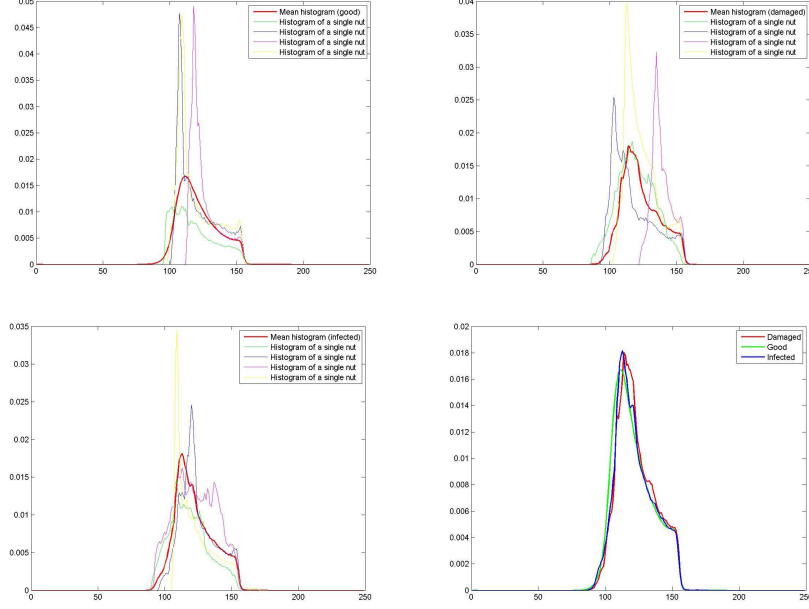 0.05
0.045
0.04
0.035
0.03
0.025
0.02
0.015
0.01
0.005
0
0 50 100 150 200 250
Mean histogram (good)
Histogram of a single nut
Histogram of a single nut
Histogram of a single nut
Histogram of a single nut
0.04
0.035
0.03
0.025
0.02
0.015
0.01
0.005
0
0 50 100 150 200 250
Mean histogram (damaged)
Histogram of a single nut
Histogram of a single nut
Histogram of a single nut
Histogram of a single nut
0.035
0.03
0.025
0.02
0.015
0.01
0.005
0
0 50 100 150 200 250
Mean histogram (infected)
Histogram of a single nut
Histogram of a single nut
Histogram of a single nut
Histogram of a single nut
0.02
0.018
0.016
0.014
0.012
0.01
0.008
0.006
0.004
0.002
0
0 50 100 150 200 250
Damaged
Good
Infected